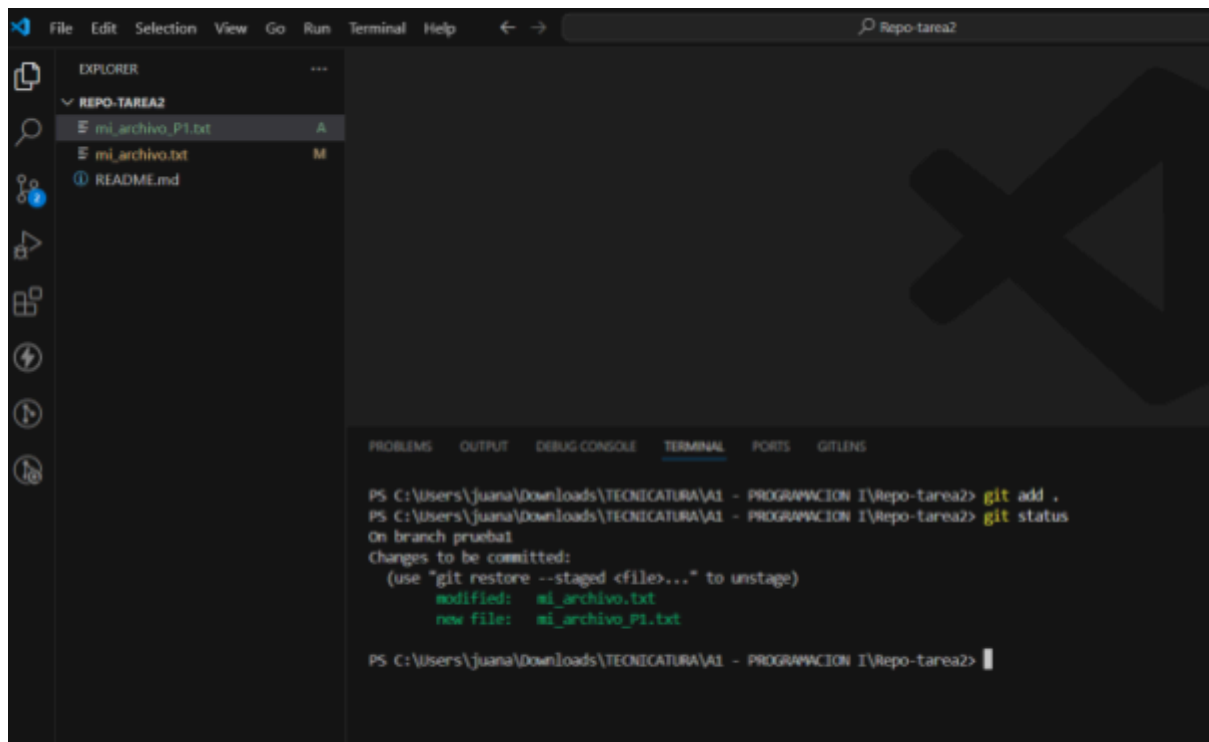 File Edit Selection View Go Run Terminal Help
Repo-tarea2
EXPLORER ...
REPO-TAREA2
mi_archivo_P1.txt A
mi_archivo.txt M
README.md
2
PROBLEMS OUTPUT DEBUG CONSOLE TERMINAL PORTS GITLENS
PS C:\Users\juana\Downloads\TECNICATURA\A1 - PROGRAMACION I\Repo-tarea2> git add .
PS C:\Users\juana\Downloads\TECNICATURA\A1 - PROGRAMACION I\Repo-tarea2> git status
On branch prueba1
Changes to be committed:
(use "git restore --staged <file>..." to unstage)
modified: mi_archivo.txt
new file: mi_archivo_P1.txt
PS C:\Users\juana\Downloads\TECNICATURA\A1 - PROGRAMACION I\Repo-tarea2>